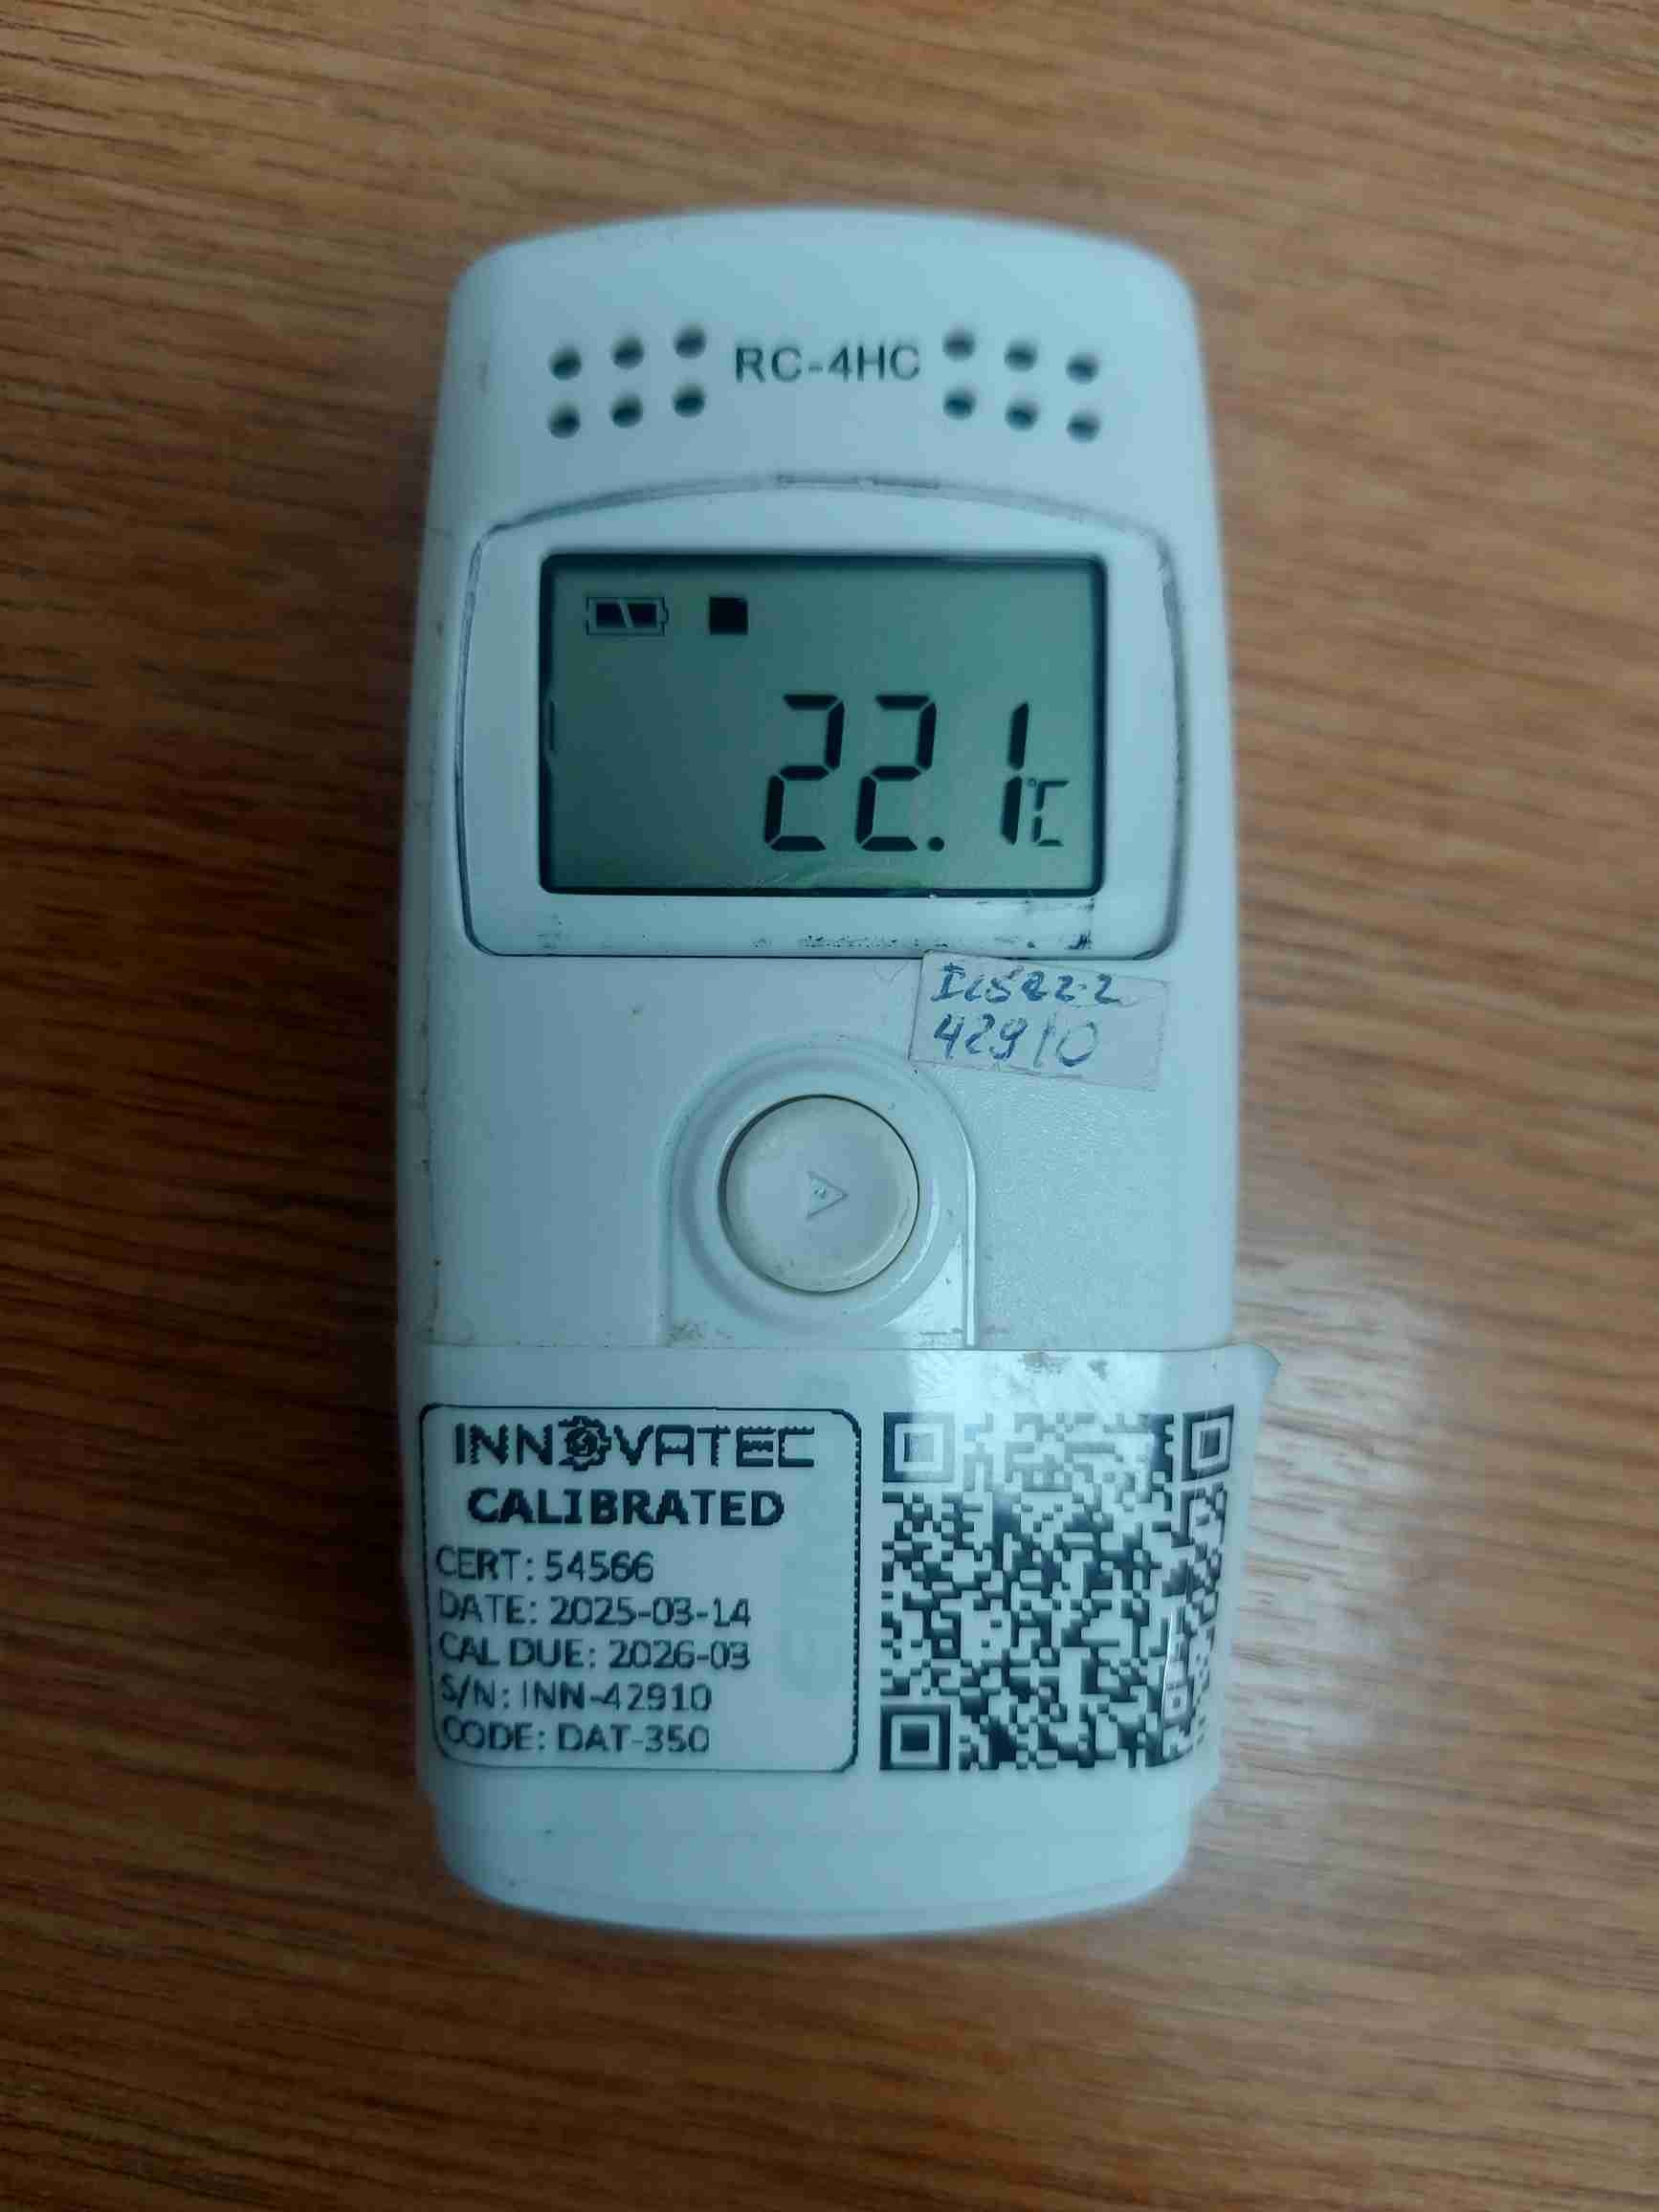 RC-4HC
22.1℃
42910
INNOVATEC
CALIBRATED
CERT: 54566
DATE: 2025-03-14
CAL DUE: 2026-03
S/N: INN-42910
CODE: DAT-350